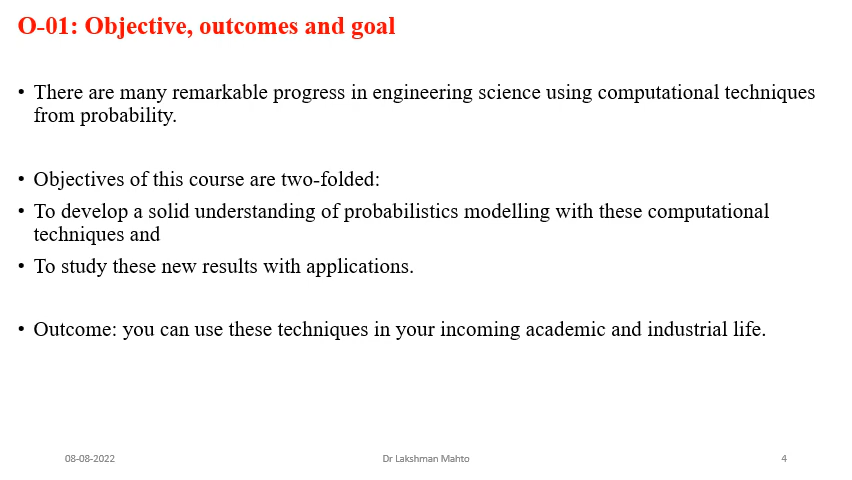 O-01: Objective, outcomes and goal
• There are many remarkable progress in engineering science using computational techniques
from probability.
• Objectives of this course are two-folded:
• To develop a solid understanding of probabilistics modelling with these computational
techniques and
• To study these new results with applications.
• Outcome: you can use these techniques in your incoming academic and industrial life.
08-08-2022 Dr Lakshman Mahto 4